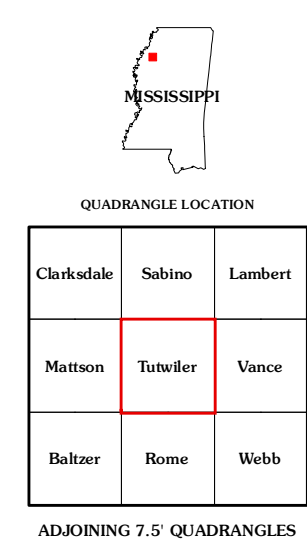 MISSISSIPPI
QUADRANGLE LOCATION
Clarksdale Sabino Lambert
Mattson Tutwiler Vance
Baltzer Rome Webb
ADJOINING 7.5' QUADRANGLES